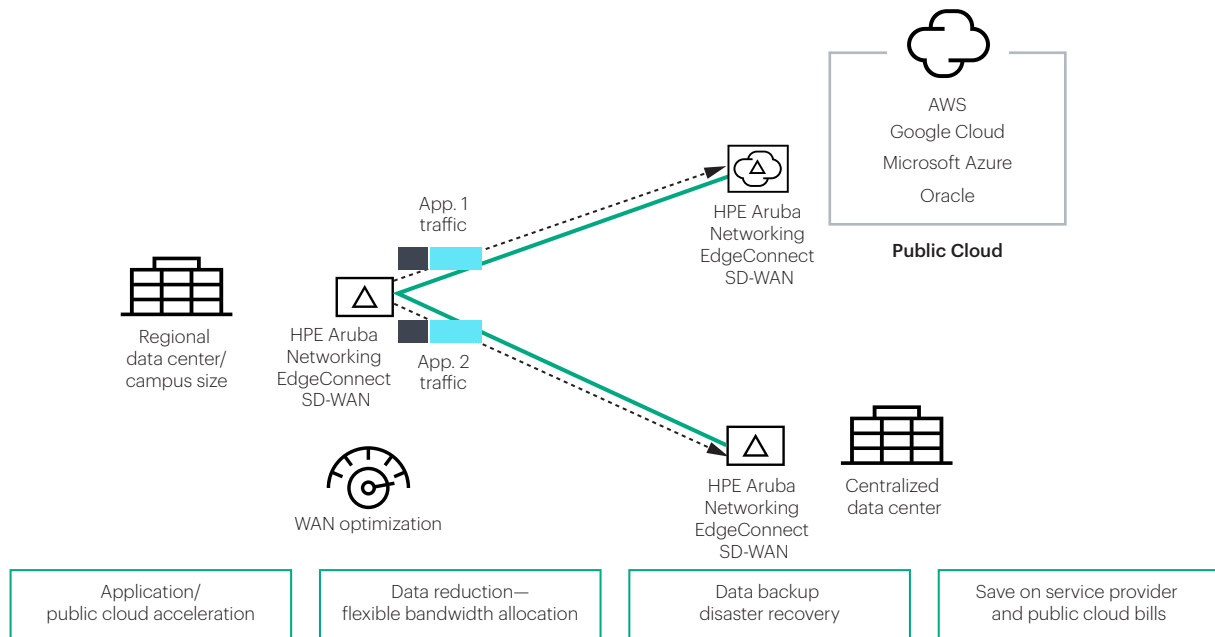 AWS
Google Cloud
Microsoft Azure
Oracle
Public Cloud
App. 1
traffic
HPE Aruba
Networking
EdgeConnect
SD-WAN
Regional
data center/
campus size
HPE Aruba
Networking
EdgeConnect
SD-WAN
App. 2
traffic
WAN optimization
HPE Aruba
Networking
EdgeConnect
SD-WAN
Centralized
data center
Application/
public cloud acceleration
Data reduction—
flexible bandwidth allocation
Data backup
disaster recovery
Save on service provider
and public cloud bills